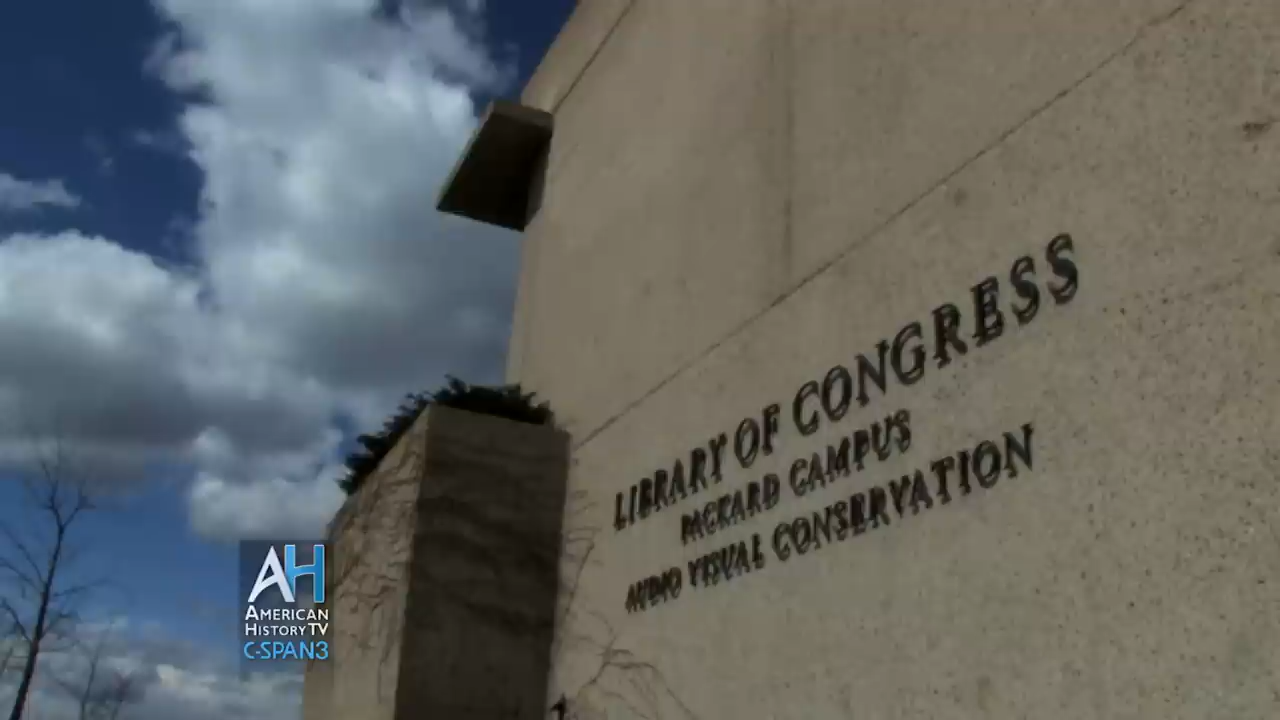 LIBRARY OF CONGRESS
PACKARD CAMPUS
AUDIO VISUAL CONSERVATION
AH
AMERICAN
HISTORY TV
C-SPAN3